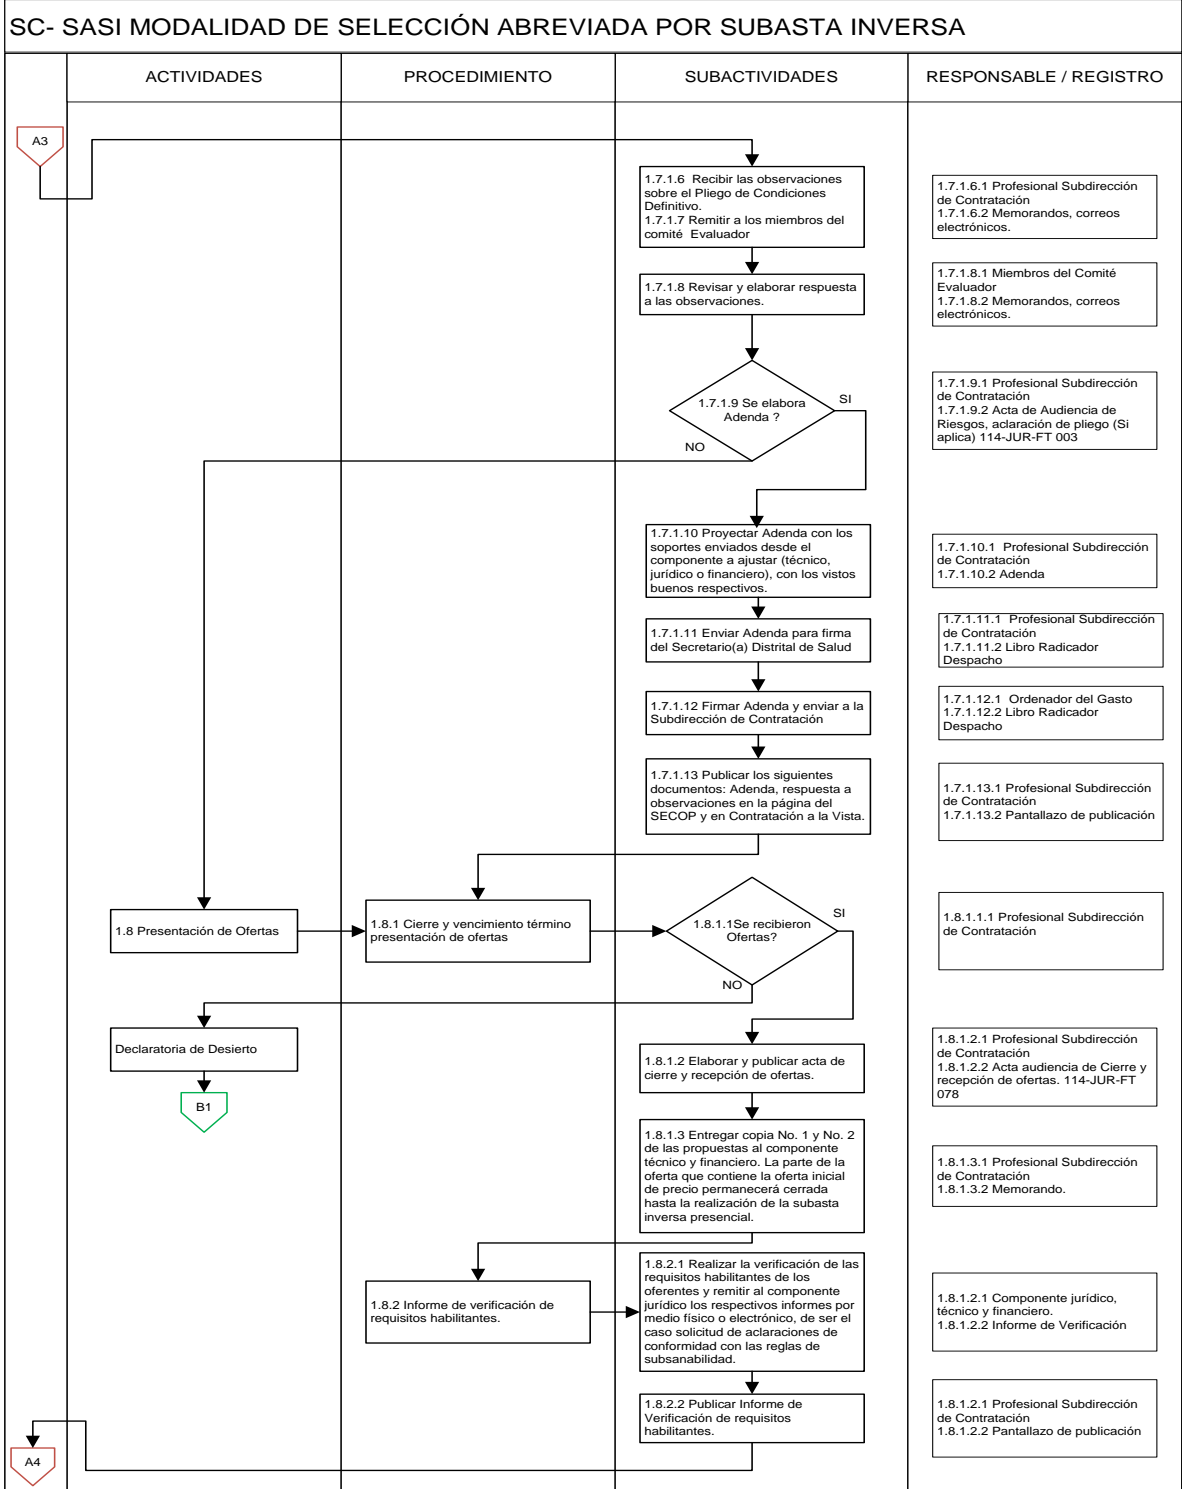 SC- SASI MODALIDAD DE SELECCIÓN ABREVIADA POR SUBASTA INVERSA
ACTIVIDADES
PROCEDIMIENTO
SUBACTIVIDADES
RESPONSABLE / REGISTRO
A3
1.7.1.6 Recibir las observaciones
sobre el Pliego de Condiciones
Definitivo.
1.7.1.7 Remitir a los miembros del
comité Evaluador
1.7.1.6.1 Profesional Subdirección
de Contratación
1.7.1.6.2 Memorandos, correos
electrónicos.
1.7.1.8 Revisar y elaborar respuesta
a las observaciones.
1.7.1.8.1 Miembros del Comité
Evaluador
1.7.1.8.2 Memorandos, correos
electrónicos.
1.7.1.9 Se elabora
Adenda ?
SI
NO
1.7.1.9.1 Profesional Subdirección
de Contratación
1.7.1.9.2 Acta de Audiencia de
Riesgos, aclaración de pliego (Si
aplica) 114-JUR-FT 003
1.7.1.10 Proyectar Adenda con los
soportes enviados desde el
componente a ajustar (técnico,
jurídico o financiero), con los vistos
buenos respectivos.
1.7.1.10.1 Profesional Subdirección
de Contratación
1.7.1.10.2 Adenda
1.7.1.11 Enviar Adenda para firma
del Secretario(a) Distrital de Salud
1.7.1.11.1 Profesional Subdirección
de Contratación
1.7.1.11.2 Libro Radicador
Despacho
1.7.1.12 Firmar Adenda y enviar a la
Subdirección de Contratación
1.7.1.12.1 Ordenador del Gasto
1.7.1.12.2 Libro Radicador
Despacho
1.7.1.13 Publicar los siguientes
documentos: Adenda, respuesta a
observaciones en la página del
SECOP y en Contratación a la Vista.
1.7.1.13.1 Profesional Subdirección
de Contratación
1.7.1.13.2 Pantallazo de publicación
1.8 Presentación de Ofertas
1.8.1 Cierre y vencimiento término
presentación de ofertas
1.8.1.1Se recibieron
Ofertas?
SI
NO
1.8.1.1.1 Profesional Subdirección
de Contratación
Declaratoria de Desierto
B1
1.8.1.2 Elaborar y publicar acta de
cierre y recepción de ofertas.
1.8.1.2.1 Profesional Subdirección
de Contratación
1.8.1.2.2 Acta audiencia de Cierre y
recepción de ofertas. 114-JUR-FT
078
1.8.1.3 Entregar copia No. 1 y No. 2
de las propuestas al componente
técnico y financiero. La parte de la
oferta que contiene la oferta inicial
de precio permanecerá cerrada
hasta la realización de la subasta
inversa presencial.
1.8.1.3.1 Profesional Subdirección
de Contratación
1.8.1.3.2 Memorando.
1.8.2 Informe de verificación de
requisitos habilitantes.
1.8.2.1 Realizar la verificación de las
requisitos habilitantes de los
oferentes y remitir al componente
jurídico los respectivos informes por
medio físico o electrónico, de ser el
caso solicitud de aclaraciones de
conformidad con las reglas de
subsanabilidad.
1.8.1.2.1 Componente jurídico,
técnico y financiero.
1.8.1.2.2 Informe de Verificación
1.8.2.2 Publicar Informe de
Verificación de requisitos
habilitantes.
1.8.1.2.1 Profesional Subdirección
de Contratación
1.8.1.2.2 Pantallazo de publicación
A4